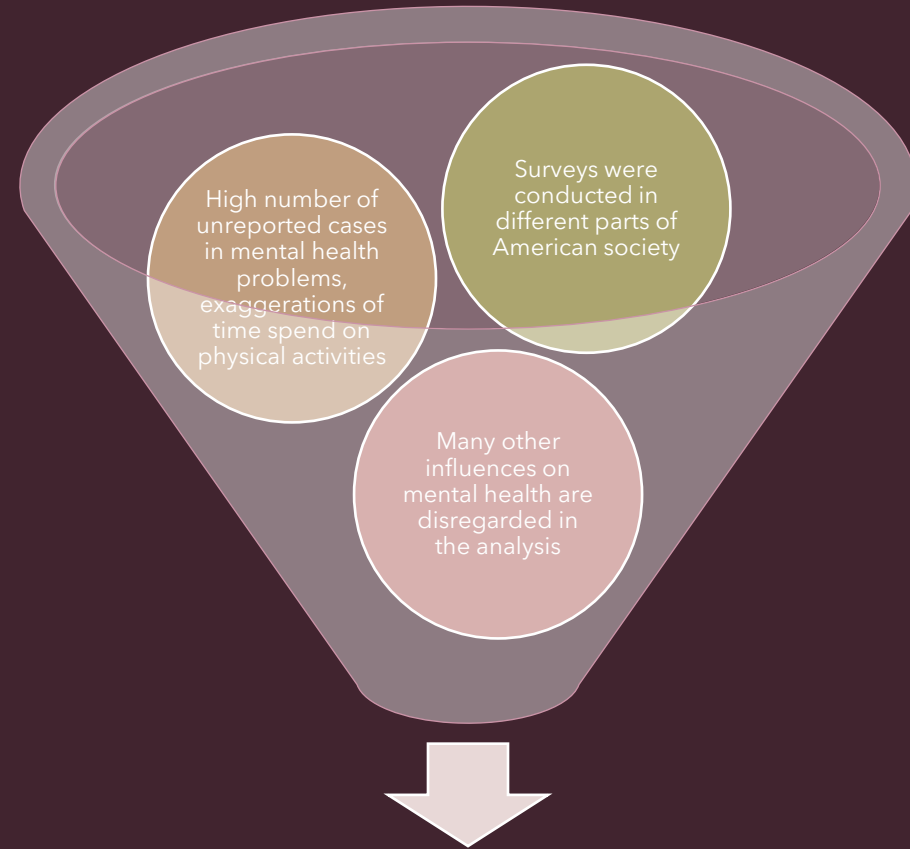 High number of
unreported cases
in mental health
problems,
exaggerations of
time spend on
physical activities
Surveys were
conducted in
different parts of
American society
Many other
influences on
mental health are
disregarded in
the analysis